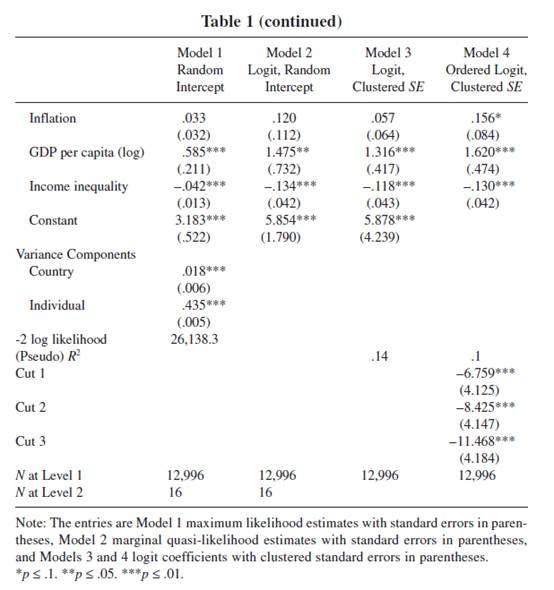 Table 1 (continued)
Model 1 Model 2 Model 3 Model 4
Random Logit, Random Logit, Ordered Logit,
Intercept Intercept Clustered SE Clustered SE
Inflation .033 .120 .057 .156*
(.032) (.112) (.064) (.084)
GDP per capita (log) .585*** 1.475** 1.316*** 1.620***
(.211) (.732) (.417) (.474)
Income inequality –.042*** –.134*** –.118*** –.130***
(.013) (.042) (.043) (.042)
Constant 3.183*** 5.854*** 5.878***
(.522) (1.790) (4.239)
Variance Components
Country .018***
(.006)
Individual .435***
(.005)
-2 log likelihood 26,138.3
(Pseudo) R² .14 .1
Cut 1 –6.759***
(4.125)
Cut 2 –8.425***
(4.147)
Cut 3 –11.468***
(4.184)
N at Level 1 12,996 12,996 12,996 12,996
N at Level 2 16 16
Note: The entries are Model 1 maximum likelihood estimates with standard errors in paren-
theses, Model 2 marginal quasi-likelihood estimates with standard errors in parentheses,
and Models 3 and 4 logit coefficients with clustered standard errors in parentheses.
*p ≤ .1. **p ≤ .05. ***p ≤ .01.